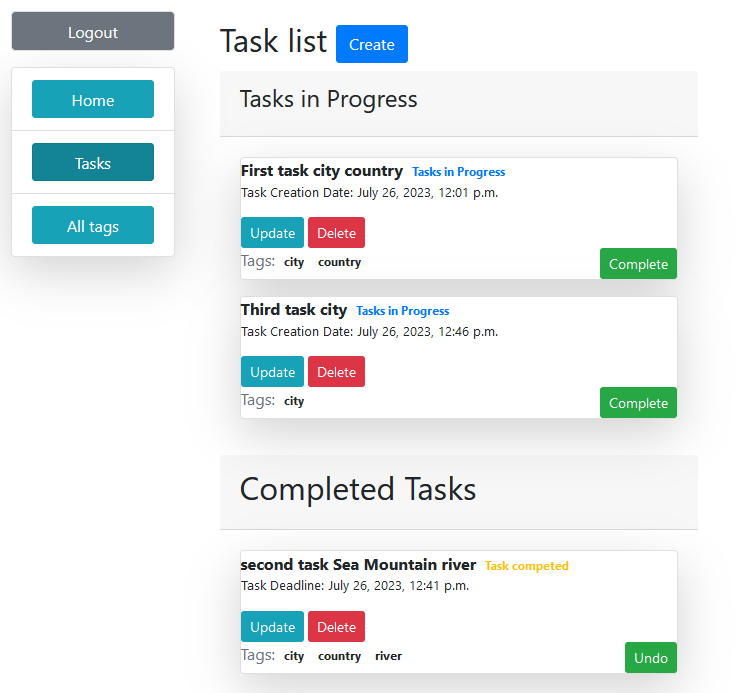 Logout
Home
Tasks
All tags
Task list Create
Tasks in Progress
First task city country Tasks in Progress
Task Creation Date: July 26, 2023, 12:01 p.m.
Update Delete
Tags: city country
Complete
Third task city Tasks in Progress
Task Creation Date: July 26, 2023, 12:46 p.m.
Update Delete
Tags: city
Complete
Completed Tasks
second task Sea Mountain river Task competed
Task Deadline: July 26, 2023, 12:41 p.m.
Update Delete
Tags: city country river
Undo